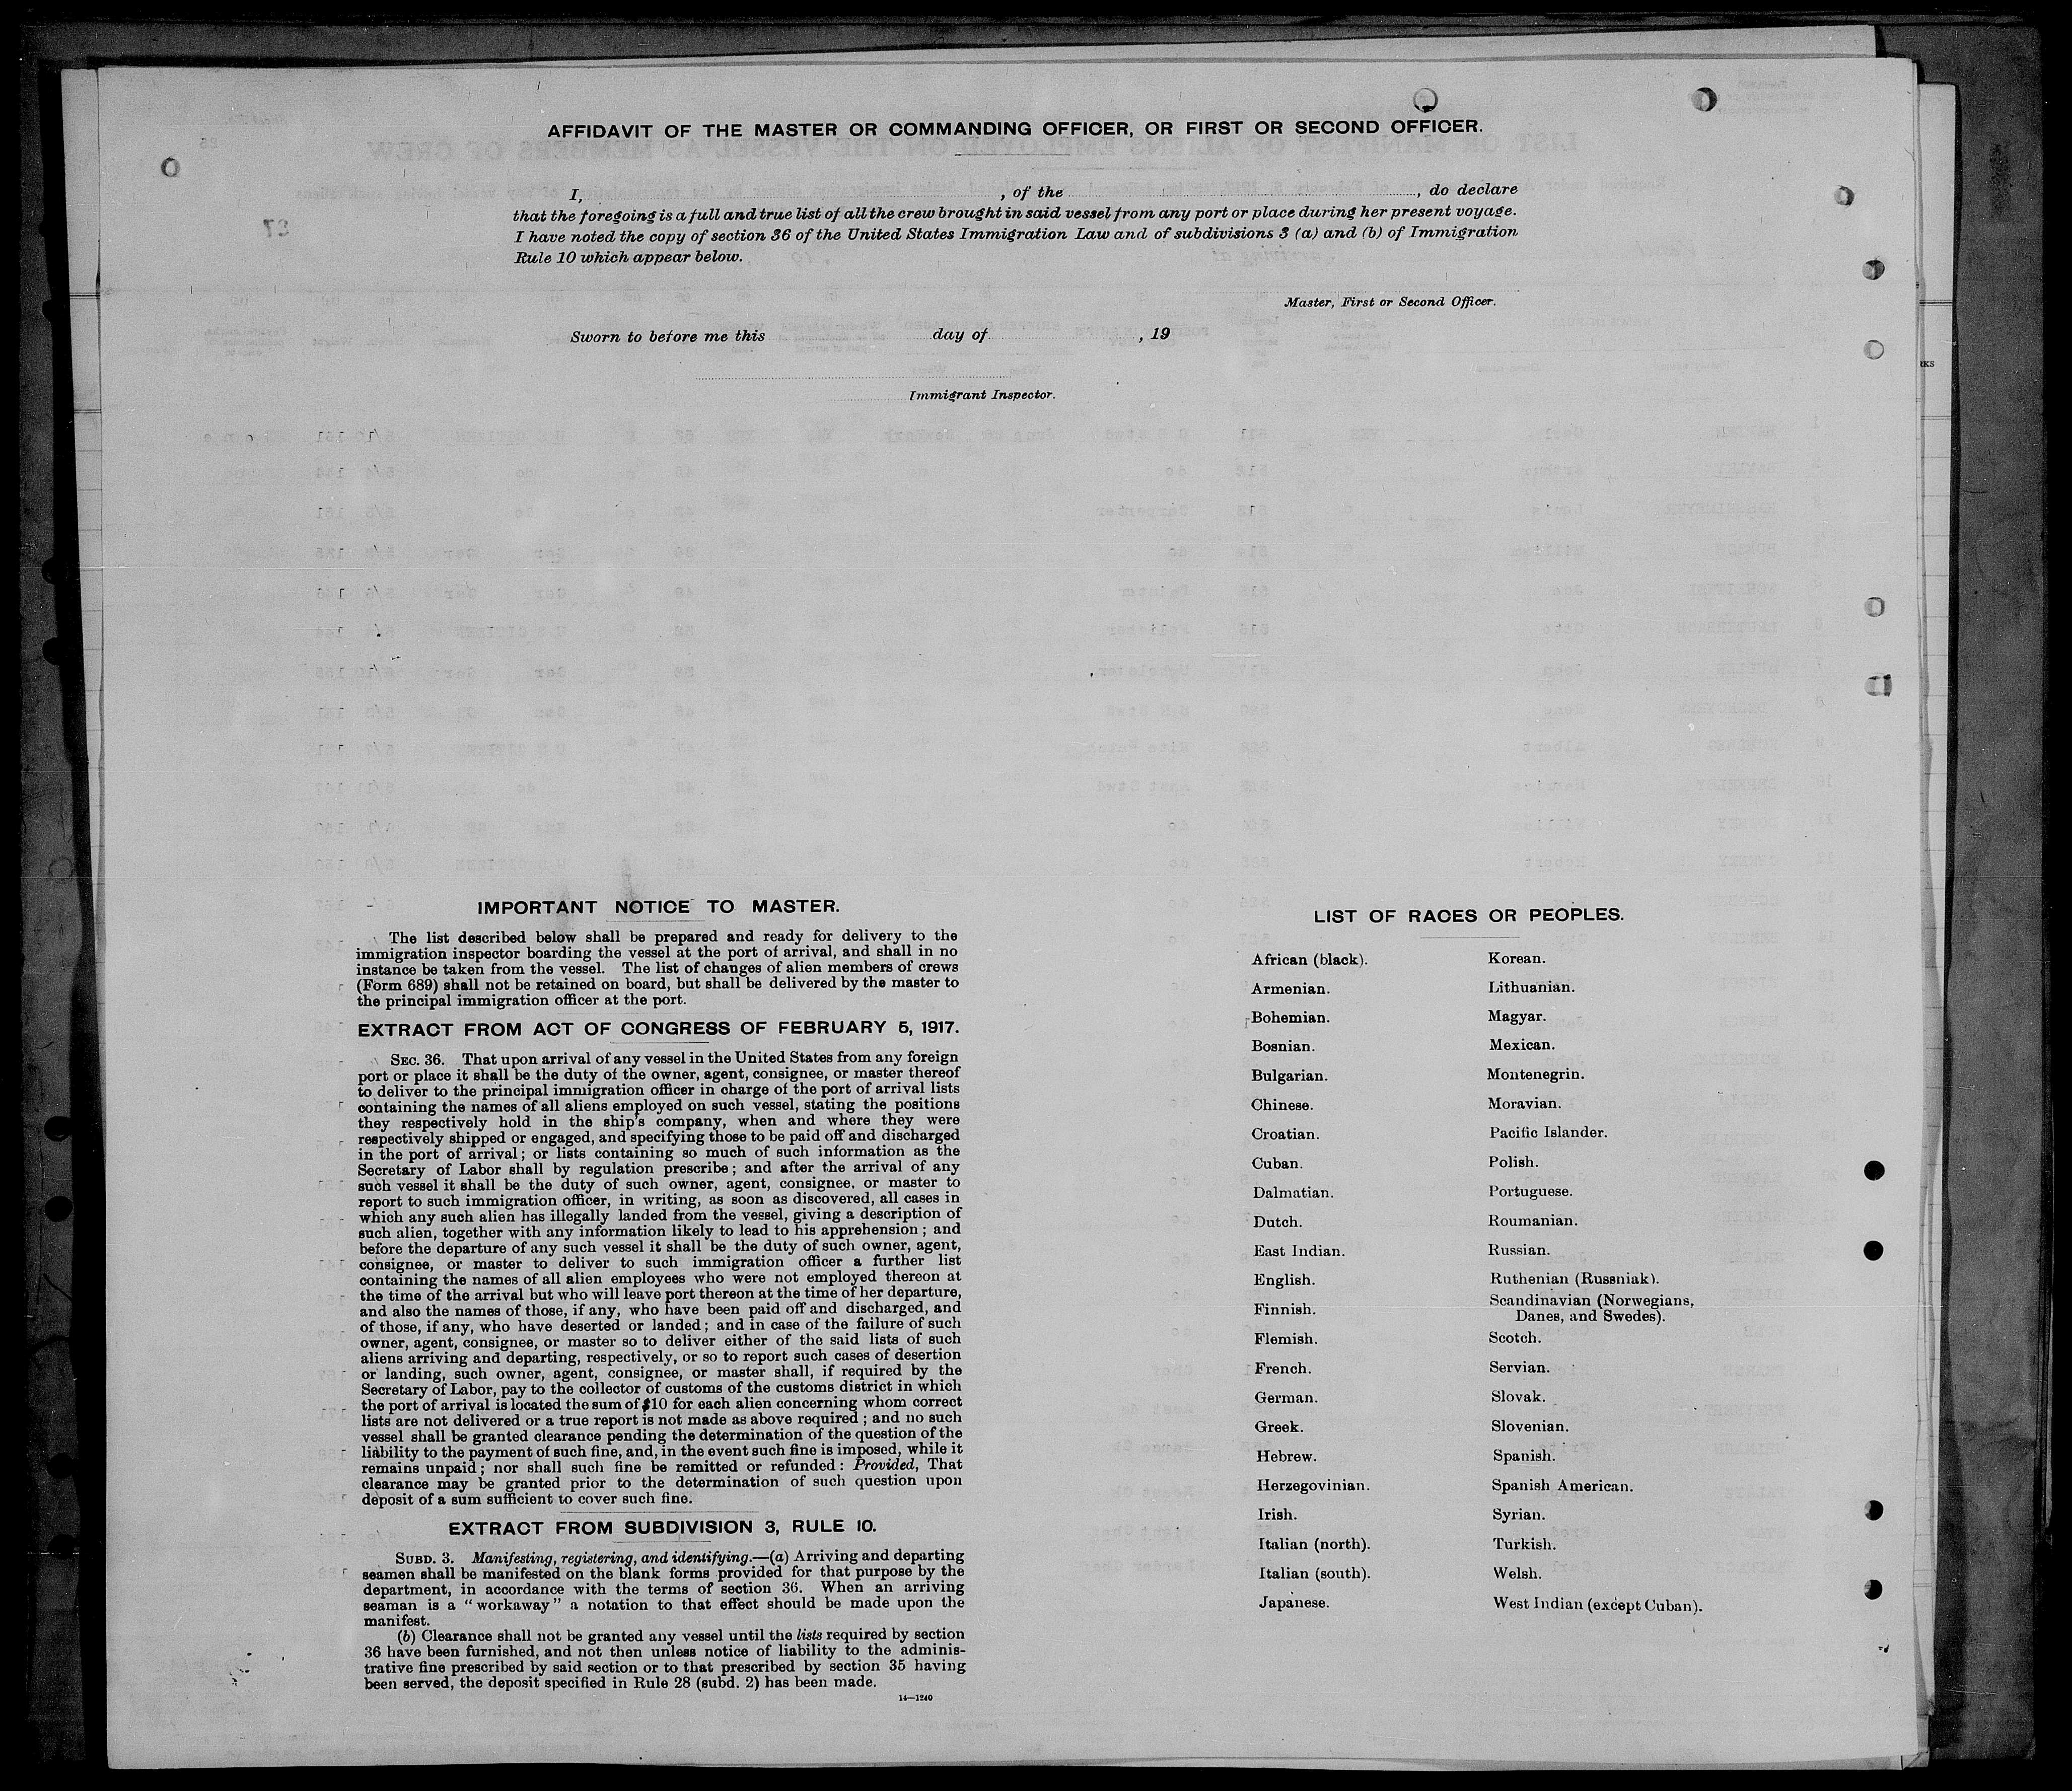 AFFIDAVIT OF THE MASTER OR COMMANDING OFFICER, OR FIRST OR SECOND OFFICER.
I, , of the , do declare
that the foregoing is a full and true list of all the crew brought in said vessel from any port or place during her present voyage.
I have noted the copy of section 36 of the United States Immigration Law and of subdivisions 3 (a) and (b) of Immigration
Rule 10 which appear below.
Master, First or Second Officer.
Sworn to before me this day of , 19
Immigrant Inspector.
IMPORTANT NOTICE TO MASTER.
The list described below shall be prepared and ready for delivery to the
immigration inspector boarding the vessel at the port of arrival, and shall in no
instance be taken from the vessel. The list of changes of alien members of crews
(Form 689) shall not be retained on board, but shall be delivered by the master to
the principal immigration officer at the port.
EXTRACT FROM ACT OF CONGRESS OF FEBRUARY 5, 1917.
SEC. 36. That upon arrival of any vessel in the United States from any foreign
port or place it shall be the duty of the owner, agent, consignee, or master thereof
to deliver to the principal immigration officer in charge of the port of arrival lists
containing the names of all aliens employed on such vessel, stating the positions
they respectively hold in the ship's company, when and where they were
respectively shipped or engaged, and specifying those to be paid off and discharged
in the port of arrival; or lists containing so much of such information as the
Secretary of Labor shall by regulation prescribe; and after the arrival of any
such vessel it shall be the duty of such owner, agent, consignee, or master to
report to such immigration officer, in writing, as soon as discovered, all cases in
which any such alien has illegally landed from the vessel, giving a description of
such alien, together with any information likely to lead to his apprehension; and
before the departure of any such vessel it shall be the duty of such owner, agent,
consignee, or master to deliver to such immigration officer a further list
containing the names of all alien employees who were not employed thereon at
the time of the arrival but who will leave port thereon at the time of her departure,
and also the names of those, if any, who have been paid off and discharged, and
of those, if any, who have deserted or landed; and in case of the failure of such
owner, agent, consignee, or master so to deliver either of the said lists of such
aliens arriving and departing, respectively, or so to report such cases of desertion
or landing, such owner, agent, consignee, or master shall, if required by the
Secretary of Labor, pay to the collector of customs of the customs district in which
the port of arrival is located the sum of $10 for each alien concerning whom correct
lists are not delivered or a true report is not made as above required; and no such
vessel shall be granted clearance pending the determination of the question of the
liability to the payment of such fine, and, in the event such fine is imposed, while it
remains unpaid; nor shall such fine be remitted or refunded: Provided, That
clearance may be granted prior to the determination of such question upon
deposit of a sum sufficient to cover such fine.
EXTRACT FROM SUBDIVISION 3, RULE 10.
SUBD. 3. Manifesting, registering, and identifying.—(a) Arriving and departing
seamen shall be manifested on the blank forms provided for that purpose by the
department, in accordance with the terms of section 36. When an arriving
seaman is a "workaway" a notation to that effect should be made upon the
manifest.
(b) Clearance shall not be granted any vessel until the lists required by section
36 have been furnished, and not then unless notice of liability to the adminis-
trative fine prescribed by said section or to that prescribed by section 35 having
been served, the deposit specified in Rule 28 (subd. 2) has been made.
14—1240
LIST OF RACES OR PEOPLES.
African (black).
Armenian.
Bohemian.
Bosnian.
Bulgarian.
Chinese.
Croatian.
Cuban.
Dalmatian.
Dutch.
East Indian.
English.
Finnish.
Flemish.
French.
German.
Greek.
Hebrew.
Herzegovinian.
Irish.
Italian (north).
Italian (south).
Japanese.
Korean.
Lithuanian.
Magyar.
Mexican.
Montenegrin.
Moravian.
Pacific Islander.
Polish.
Portuguese.
Roumanian.
Russian.
Ruthenian (Russniak).
Scandinavian (Norwegians,
Danes, and Swedes).
Scotch.
Servian.
Slovak.
Slovenian.
Spanish.
Spanish American.
Syrian.
Turkish.
Welsh.
West Indian (except Cuban).